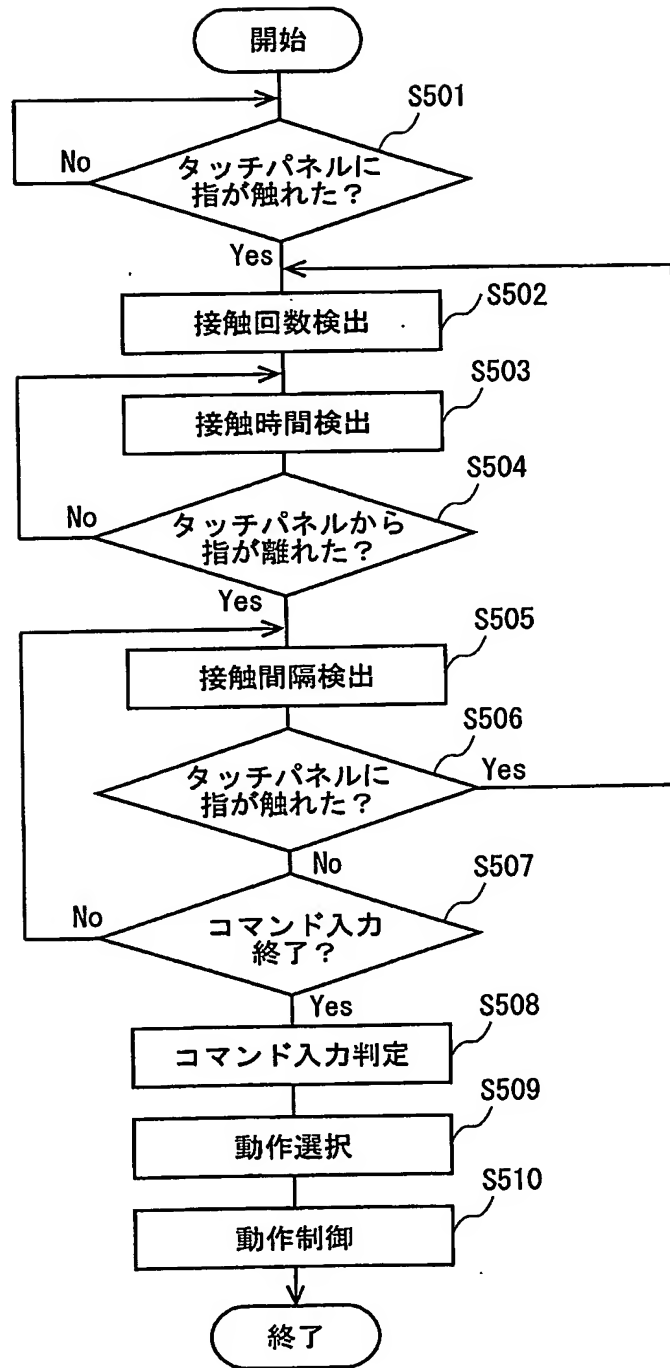 開始
S501
No
タッチパネルに
指が触れた？
Yes
S502
接触回数検出
S503
接触時間検出
S504
No
タッチパネルから
指が離れた？
Yes
S505
接触間隔検出
S506
タッチパネルに
指が触れた？
Yes
No
S507
No
コマンド入力
終了？
Yes
S508
コマンド入力判定
S509
動作選択
S510
動作制御
終了